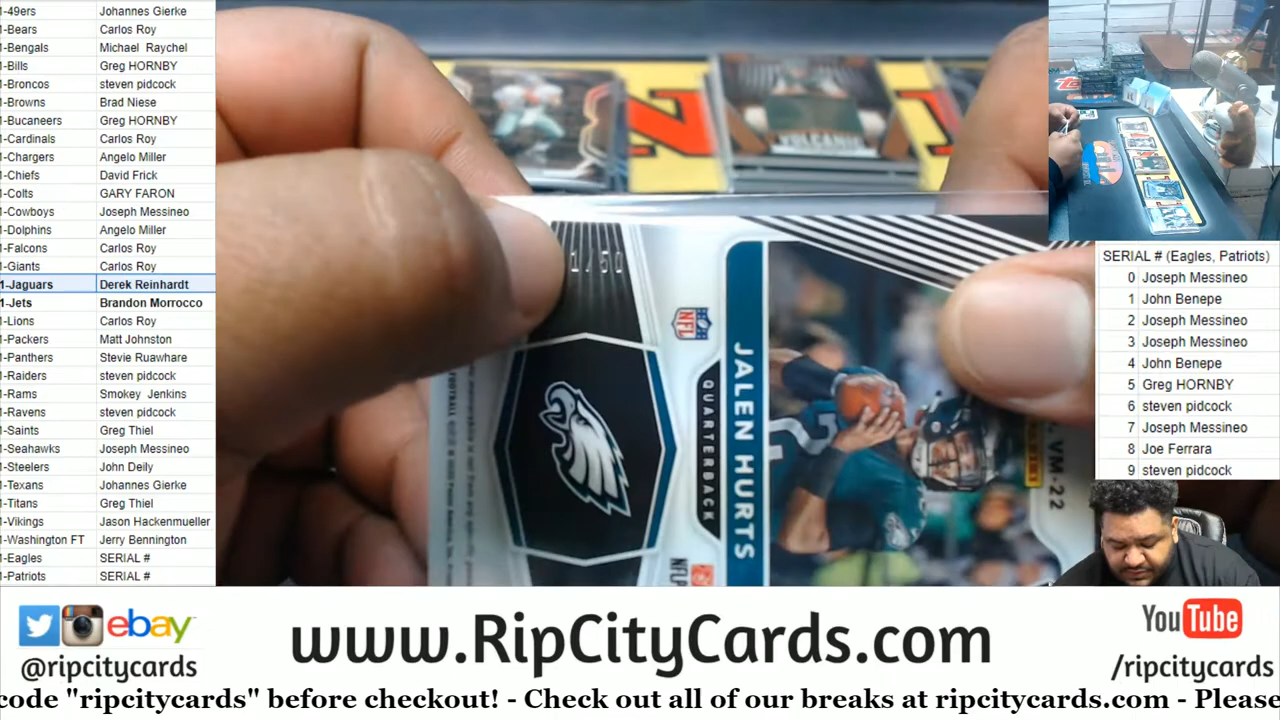 1-49ers Johannes Gierke
1-Bears Carlos Roy
1-Bengals Michael Raychel
1-Bills Greg HORNBY
1-Broncos steven pidcock
1-Browns Brad Niese
1-Bucaneers Greg HORNBY
1-Cardinals Carlos Roy
1-Chargers Angelo Miller
1-Chiefs David Frick
1-Colts GARY FARON
1-Cowboys Joseph Messineo
1-Dolphins Angelo Miller
1-Falcons Carlos Roy
1-Giants Carlos Roy
1-Jaguars Derek Reinhardt
1-Jets Brandon Morrocco
1-Lions Carlos Roy
1-Packers Matt Johnston
1-Panthers Stevie Ruawhare
1-Raiders steven pidcock
1-Rams Smokey Jenkins
1-Ravens steven pidcock
1-Saints Greg Thiel
1-Seahawks Joseph Messineo
1-Steelers John Deily
1-Texans Johannes Gierke
1-Titans Greg Thiel
1-Vikings Jason Hackenmueller
1-Washington FT Jerry Bennington
1-Eagles SERIAL #
1-Patriots SERIAL #
VOLCANIC
1/50
NFL
JALEN HURTS
QUARTERBACK
VM-22
NFLP
FOOTBALL
SERIAL # (Eagles, Patriots)
0 Joseph Messineo
1 John Benepe
2 Joseph Messineo
3 Joseph Messineo
4 John Benepe
5 Greg HORNBY
6 steven pidcock
7 Joseph Messineo
8 Joe Ferrara
9 steven pidcock
ebay
@ripcitycards
www.RipCityCards.com
YouTube
/ripcitycards
code "ripcitycards" before checkout! - Check out all of our breaks at ripcitycards.com - Please